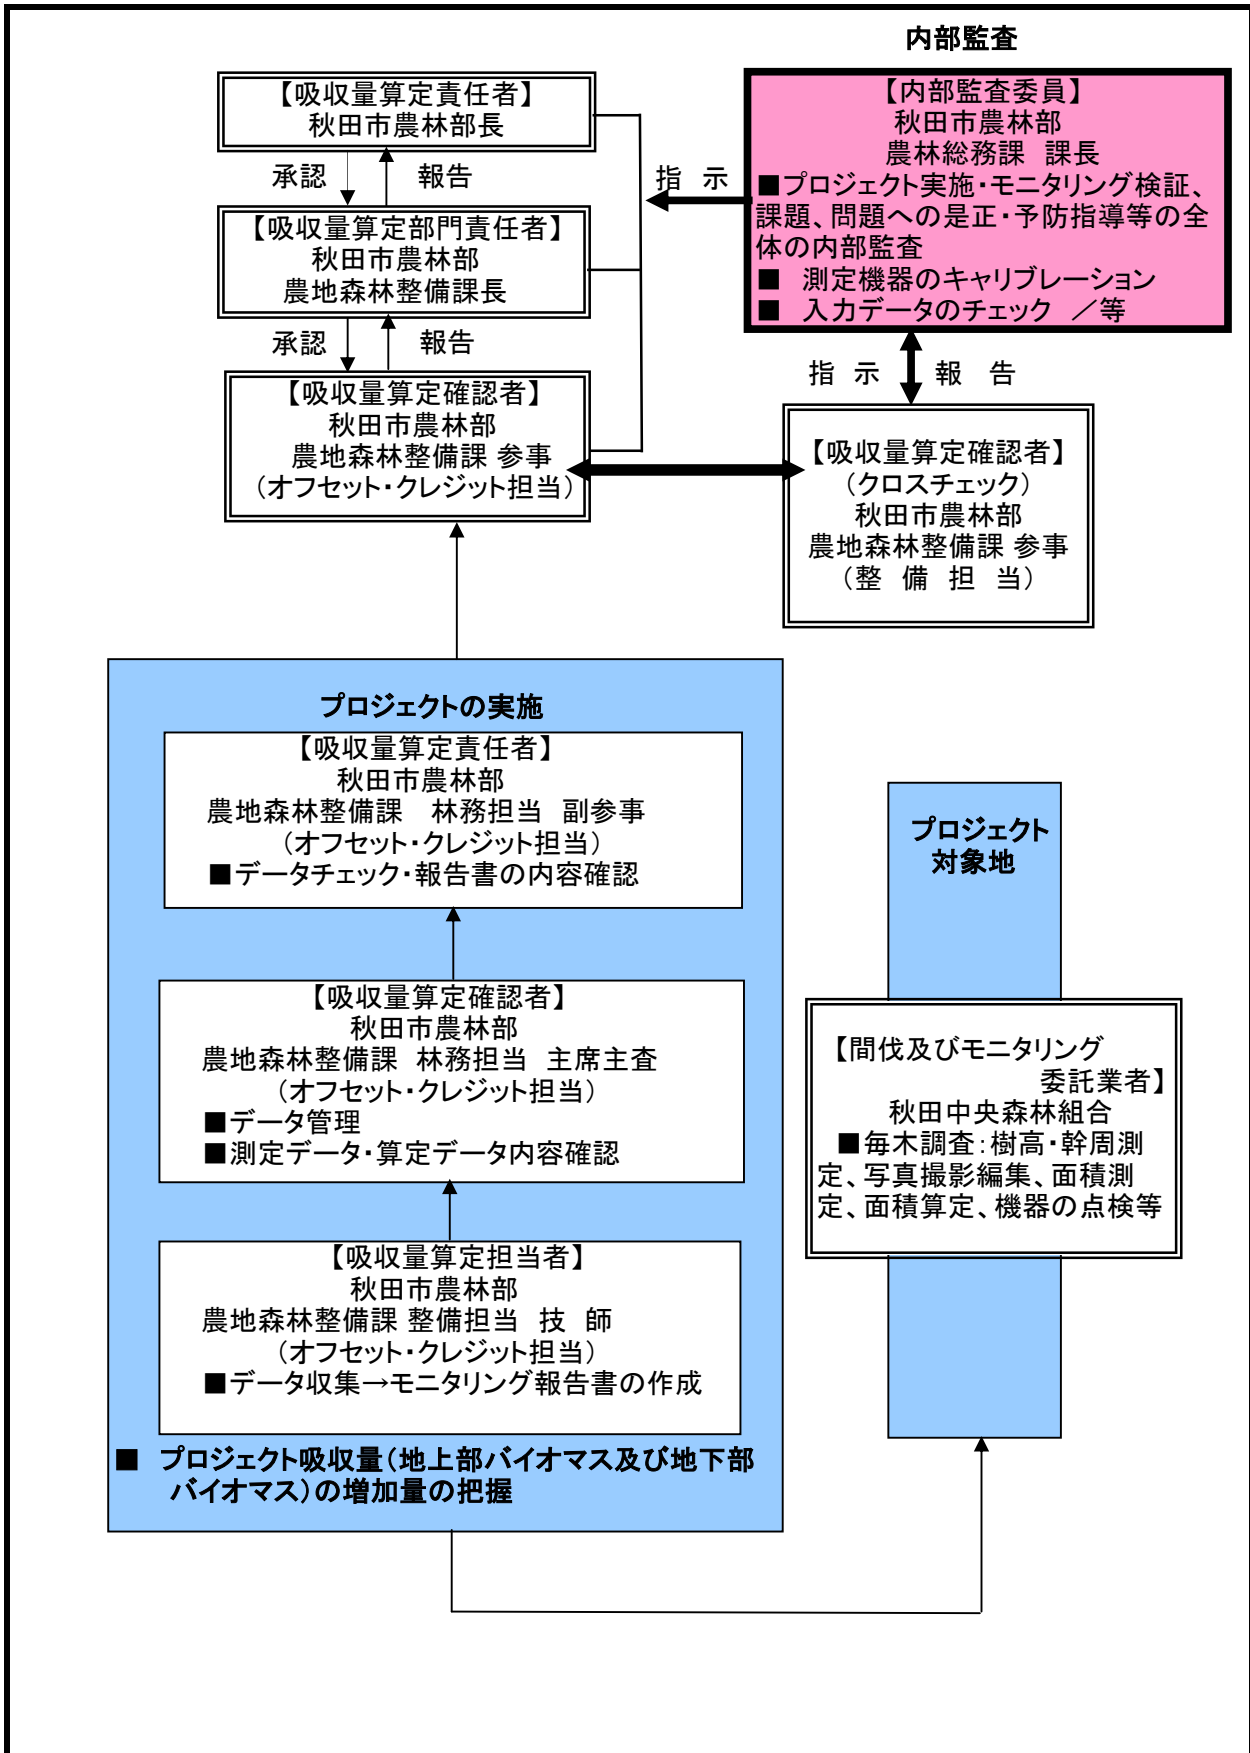 内部監査
【吸収量算定責任者】
秋田市農林部長
承認　報告
【吸収量算定部門責任者】
秋田市農林部
農地森林整備課長
承認　報告
【吸収量算定確認者】
秋田市農林部
農地森林整備課 参事
（オフセット・クレジット担当）
指　示
【内部監査委員】
秋田市農林部
農林総務課　課長
■プロジェクト実施・モニタリング検証、
課題、問題への是正・予防指導等の全
体の内部監査
■　測定機器のキャリブレーション
■　入力データのチェック　／等
指　示　報　告
【吸収量算定確認者】
（クロスチェック）
秋田市農林部
農地森林整備課 参事
（整　備　担　当）
プロジェクトの実施
【吸収量算定責任者】
秋田市農林部
農地森林整備課　林務担当　副参事
（オフセット・クレジット担当）
■データチェック・報告書の内容確認
【吸収量算定確認者】
秋田市農林部
農地森林整備課　林務担当　主席主査
（オフセット・クレジット担当）
■データ管理
■測定データ・算定データ内容確認
【吸収量算定担当者】
秋田市農林部
農地森林整備課 整備担当　技　師
（オフセット・クレジット担当）
■データ収集→モニタリング報告書の作成
■　プロジェクト吸収量（地上部バイオマス及び地下部
バイオマス）の増加量の把握
プロジェクト
対象地
【間伐及びモニタリング
委託業者】
秋田中央森林組合
■毎木調査：樹高・幹周測
定、写真撮影編集、面積測
定、面積算定、機器の点検等